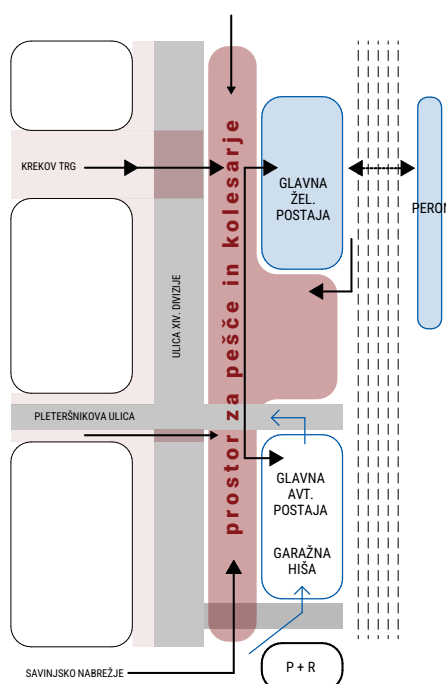 KREKOV TRG
GLAVNA
ŽEL.
POSTAJA
PERON
ULICA XIV. DIVIZIJE
prostor za pešče in kolesarje
PLETERŠNIKOVA ULICA
GLAVNA
AVT.
POSTAJA
GARAŽNA
HIŠA
SAVINJSKO NABREŽJE
P + R